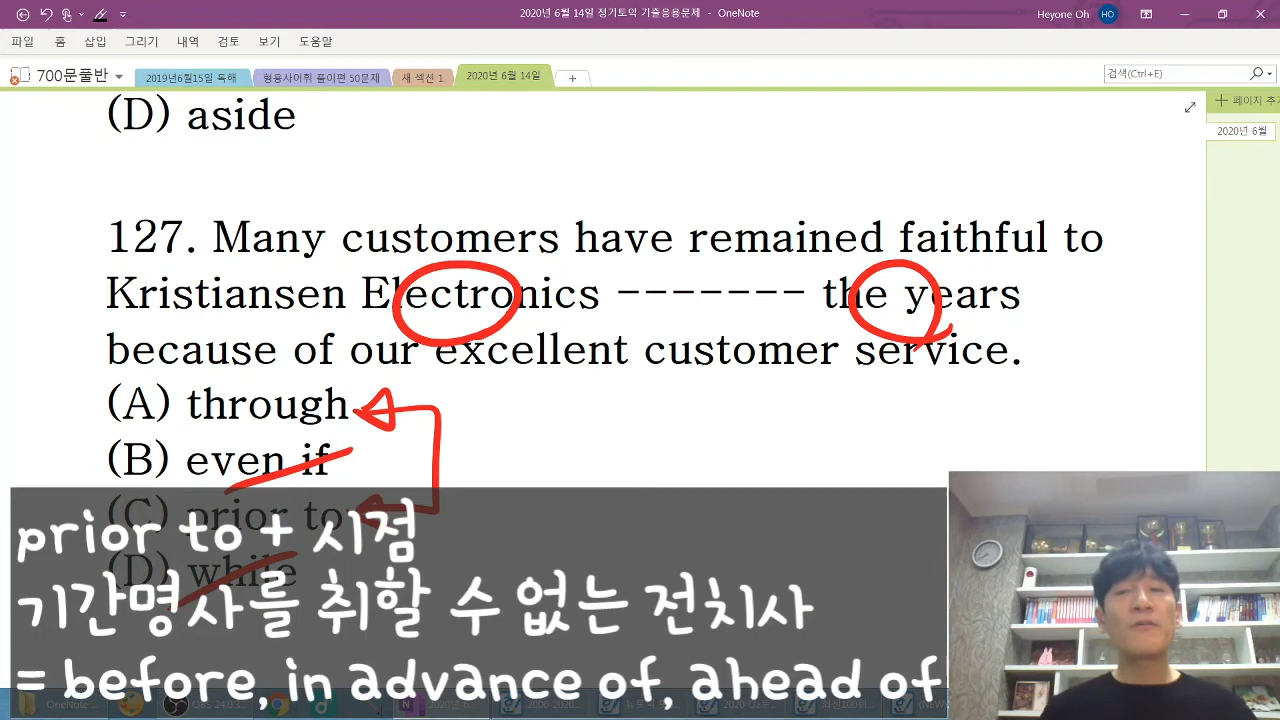 2020년 6월 14일 정기토익 기출응용문제 - OneNote
Heyone Oh HO
파일 홈 삽입 그리기 내역 검토 보기 도움말
700문풀반 2019년6월15일 독해 형용사어휘 풀이편 50문제 새 섹션 1 2020년 6월 14일 검색(Ctrl+E)
페이지 추
2020년 6월
(D) aside
127. Many customers have remained faithful to
Kristiansen Electronics ------- the years
because of our excellent customer service.
(A) through
(B) even if
(C) prior to
(D) while
prior to + 시점
기간명사를 취할 수 없는 전치사
= before, in advance of, ahead of